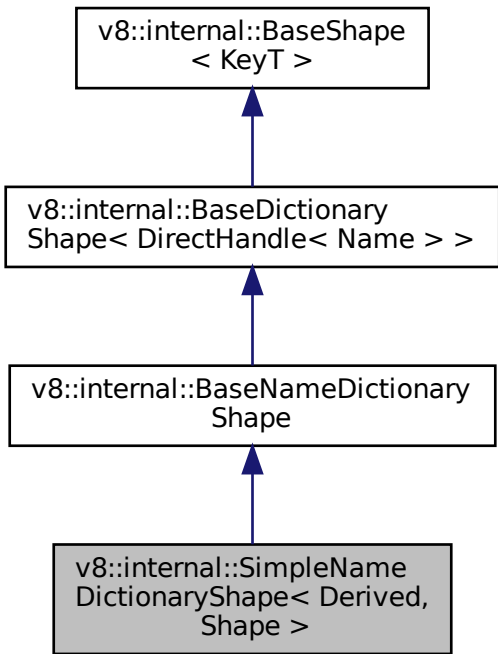 v8::internal::BaseShape
< KeyT >
v8::internal::BaseDictionary
Shape< DirectHandle< Name > >
v8::internal::BaseNameDictionary
Shape
v8::internal::SimpleName
DictionaryShape< Derived,
Shape >